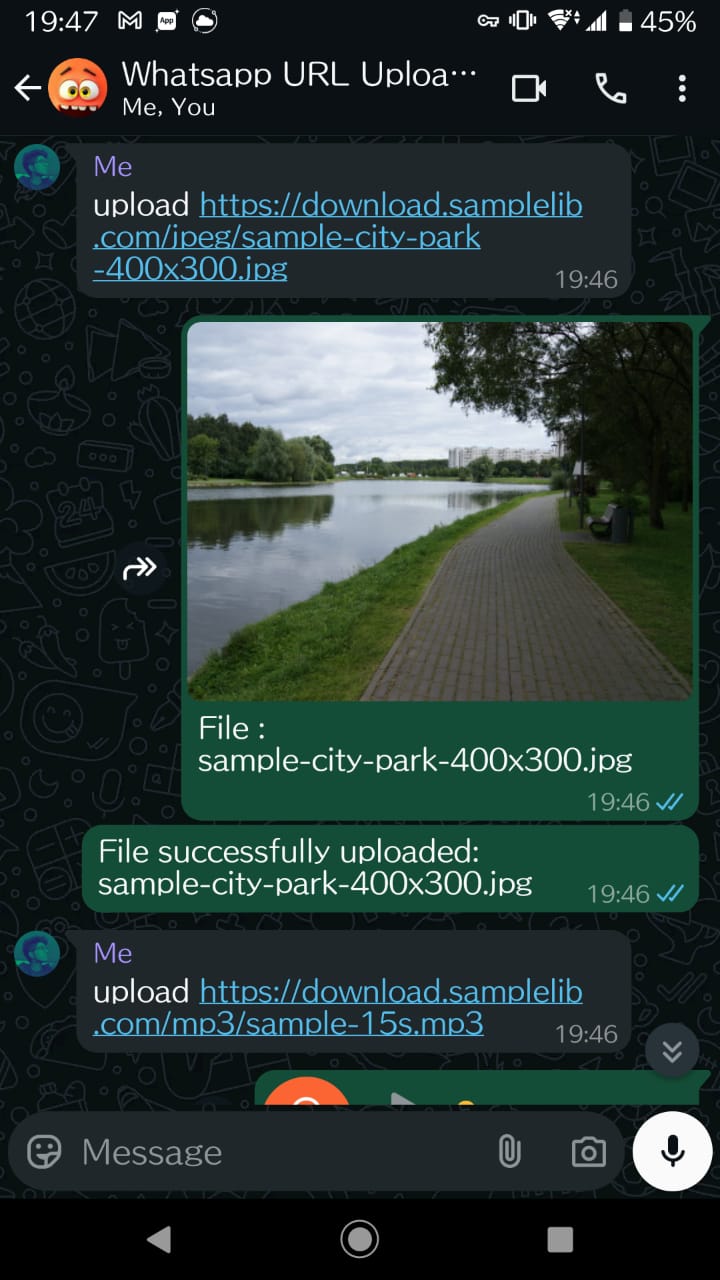 19:47
App
45%
Whatsapp URL Uploa...
Me, You
Me
upload https://download.samplelib
.com/jpeg/sample-city-park
-400x300.jpg
19:46
24
File :
sample-city-park-400x300.jpg
19:46
File successfully uploaded:
sample-city-park-400x300.jpg
19:46
Me
upload https://download.samplelib
.com/mp3/sample-15s.mp3
19:46
Message